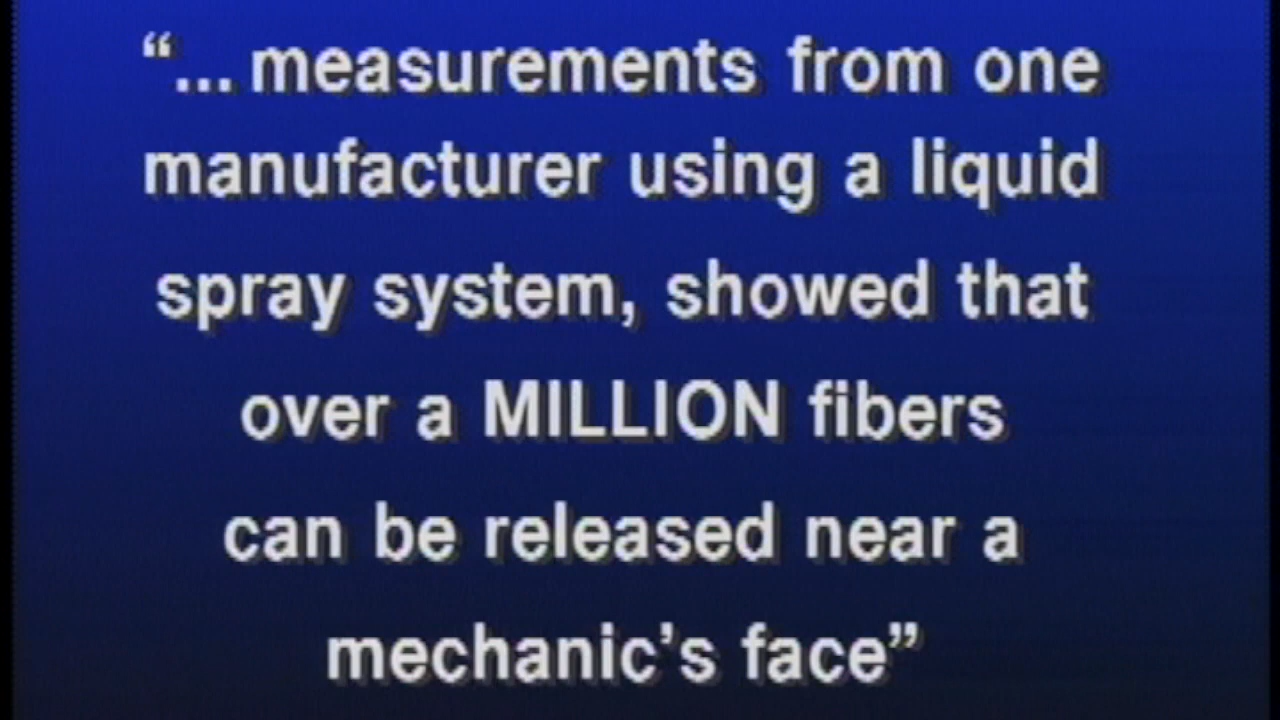 “... measurements from one
manufacturer using a liquid
spray system, showed that
over a MILLION fibers
can be released near a
mechanic’s face”